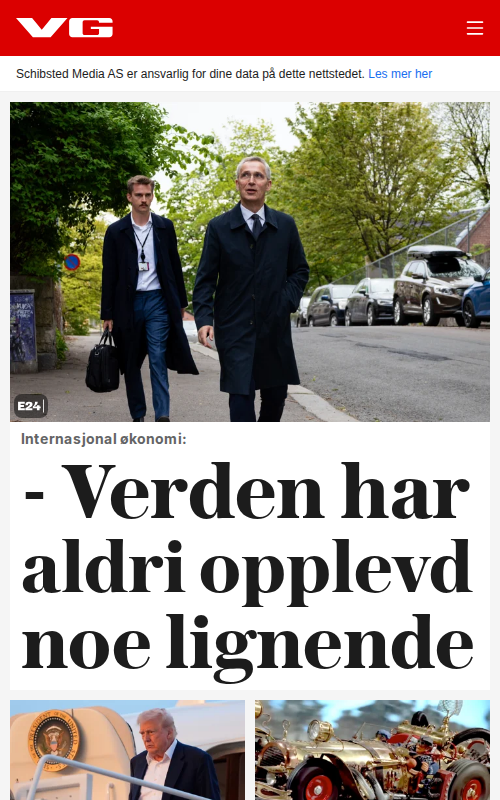 VG
Schibsted Media AS er ansvarlig for dine data på dette nettstedet. Les mer her
E24
Internasjonal økonomi:
- Verden har
aldri opplevd
noe lignende